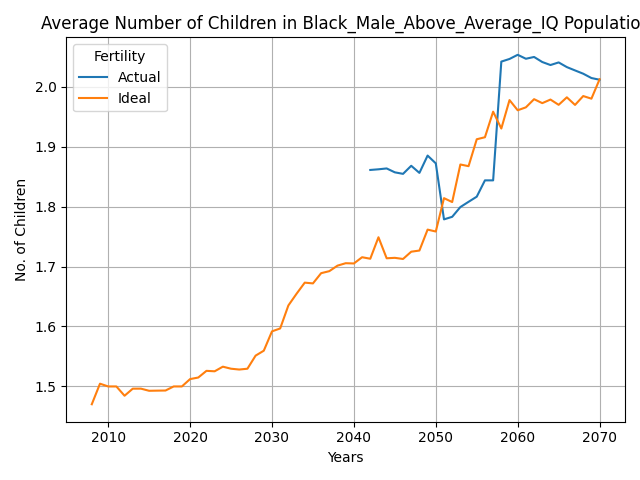 Average Number of Children in Black_Male_Above_Average_IQ Populatio
Fertility
Actual
Ideal
No. of Children
2.0
1.9
1.8
1.7
1.6
1.5
2010 2020 2030 2040 2050 2060 2070
Years